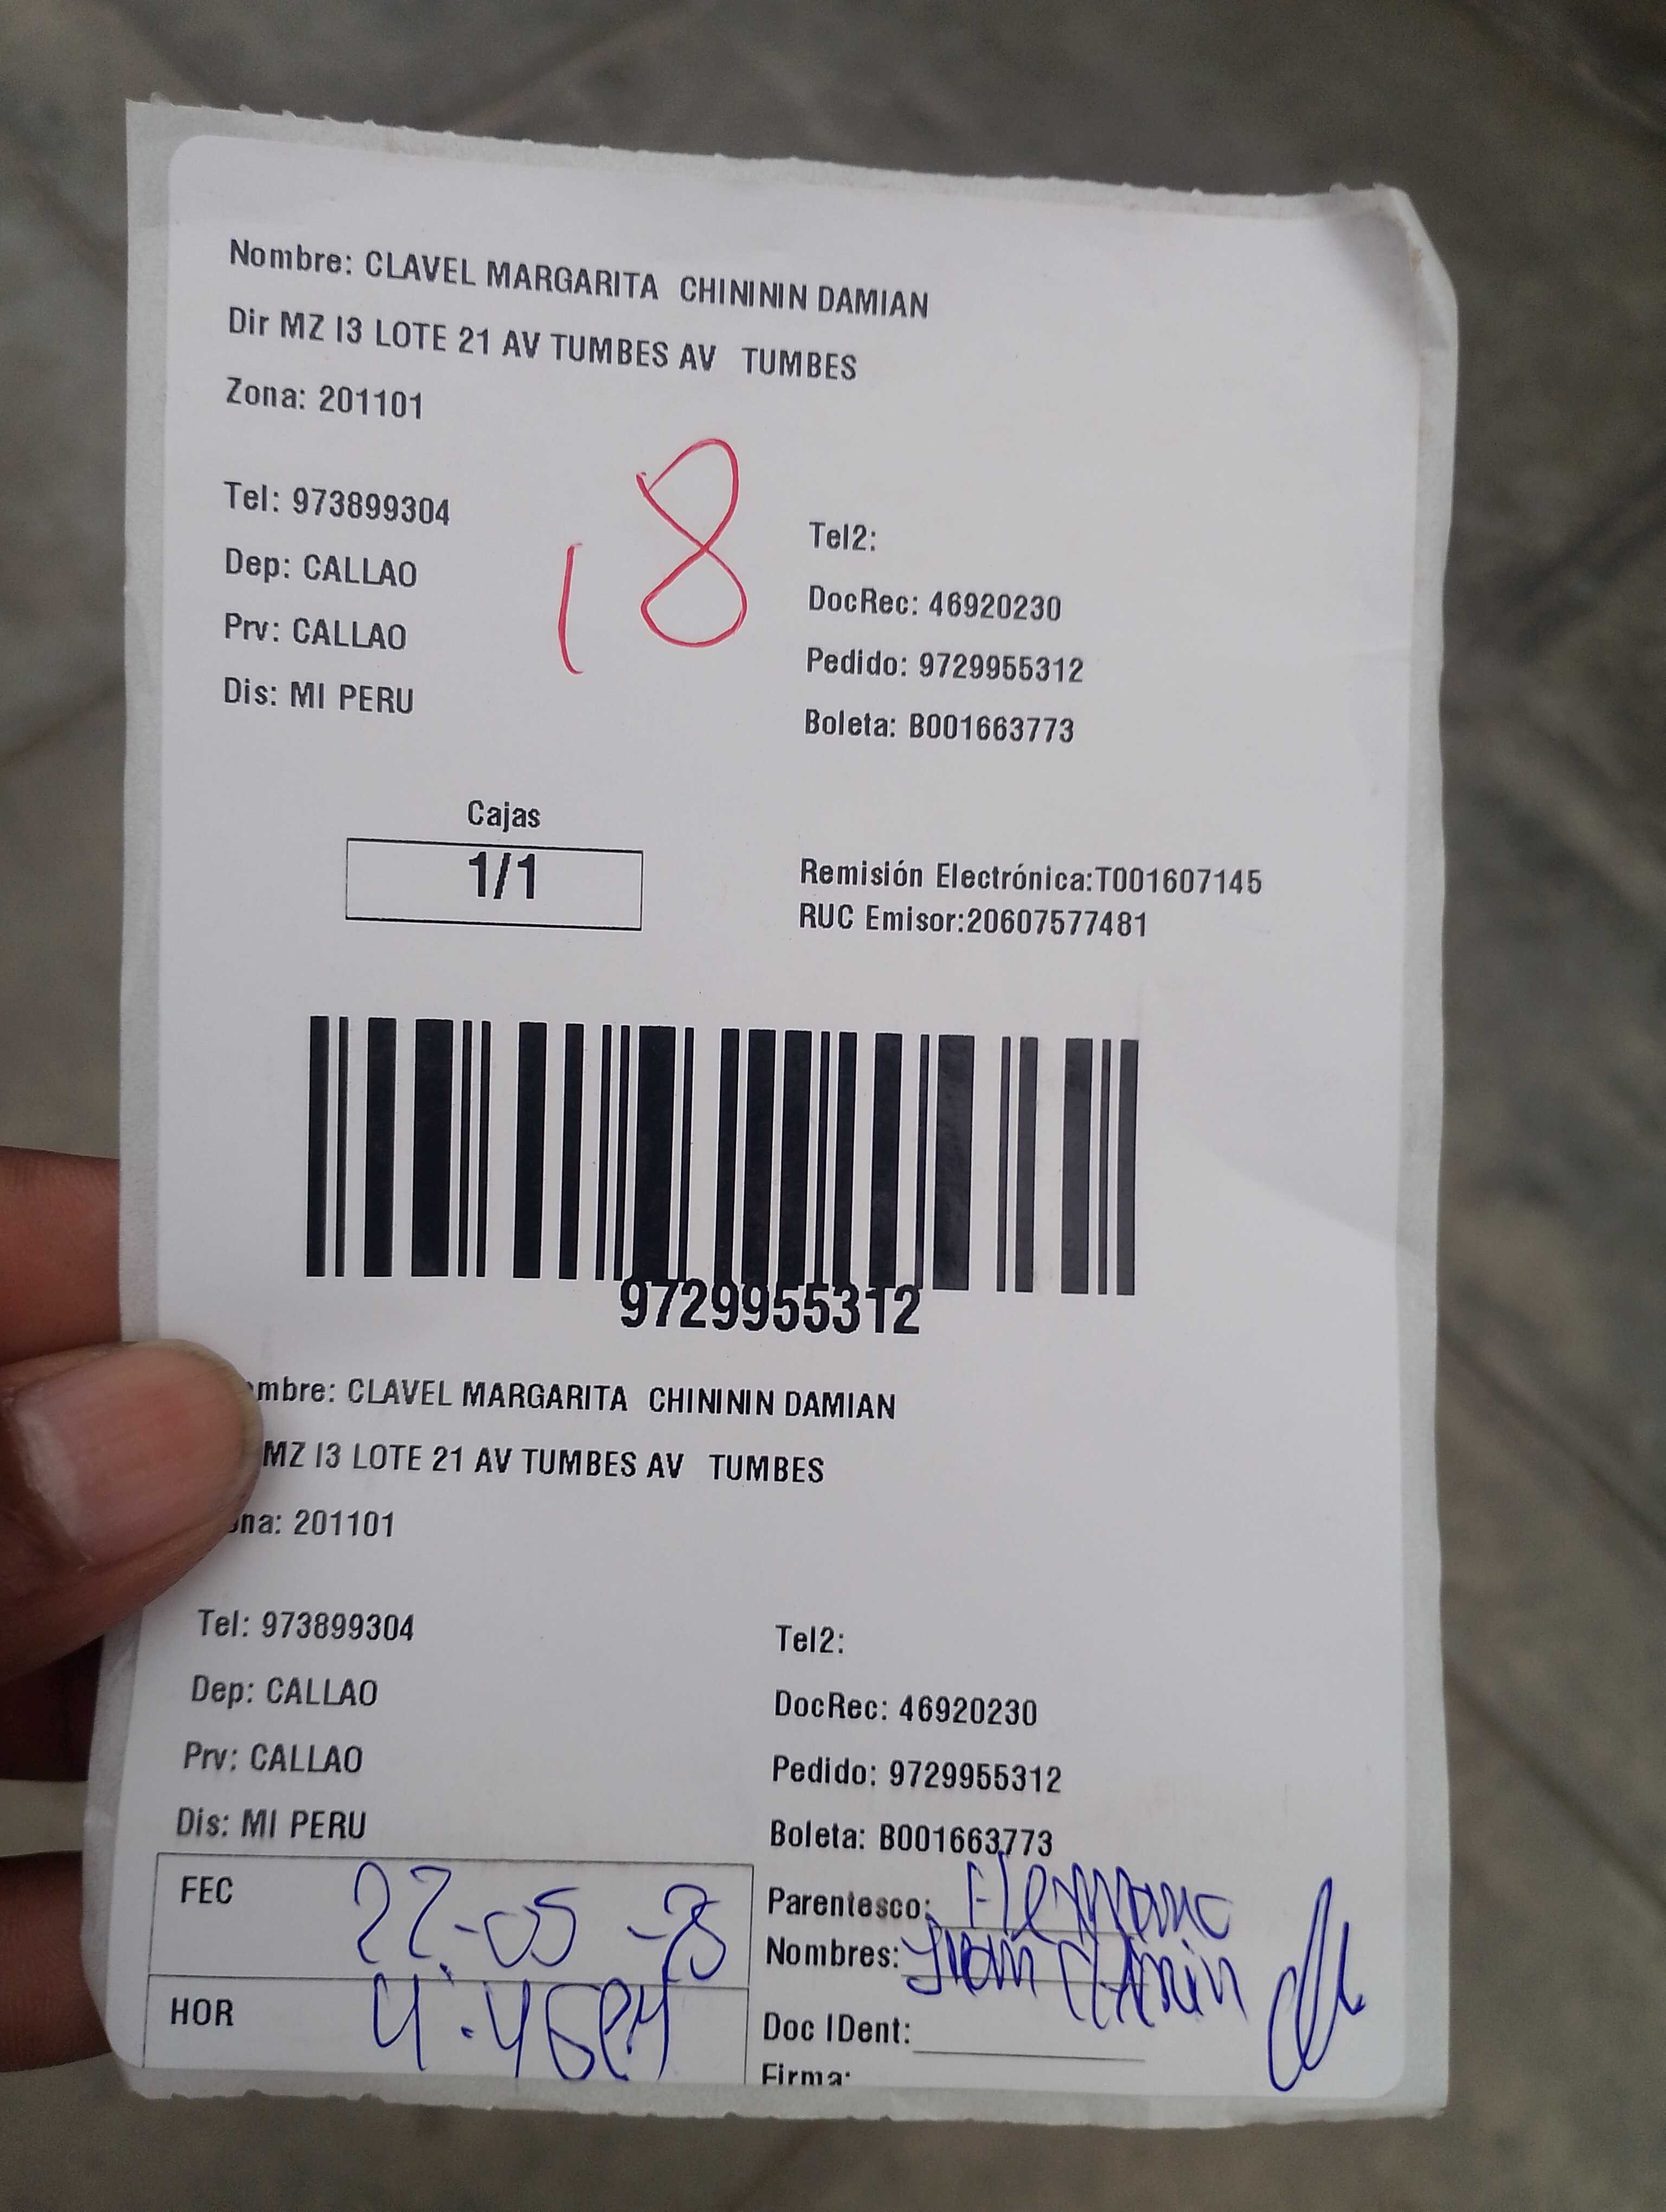 Nombre: CLAVEL MARGARITA CHININ DAMIAN
Dir MZ I3 LOTE 21 AV TUMBES AV TUMBES
Zona: 201101
18
Tel: 973899304
Tel2:
Dep: CALLAO
DocRec: 46920230
Prv: CALLAO
Pedido: 9729955312
Dis: MI PERU
Boleta: B001663773
Cajas
1/1
Remisión Electrónica:T001607145
RUC Emisor:20607577481
9729955312
mbre: CLAVEL MARGARITA CHININ DAMIAN
MZ I3 LOTE 21 AV TUMBES AV TUMBES
na: 201101
Tel: 973899304
Tel2:
Dep: CALLAO
DocRec: 46920230
Prv: CALLAO
Pedido: 9729955312
Dis: MI PERU
Boleta: B001663773
FEC 22-05
Parentesco:
Nombres:
HOR
Doc IDent:
Firma: